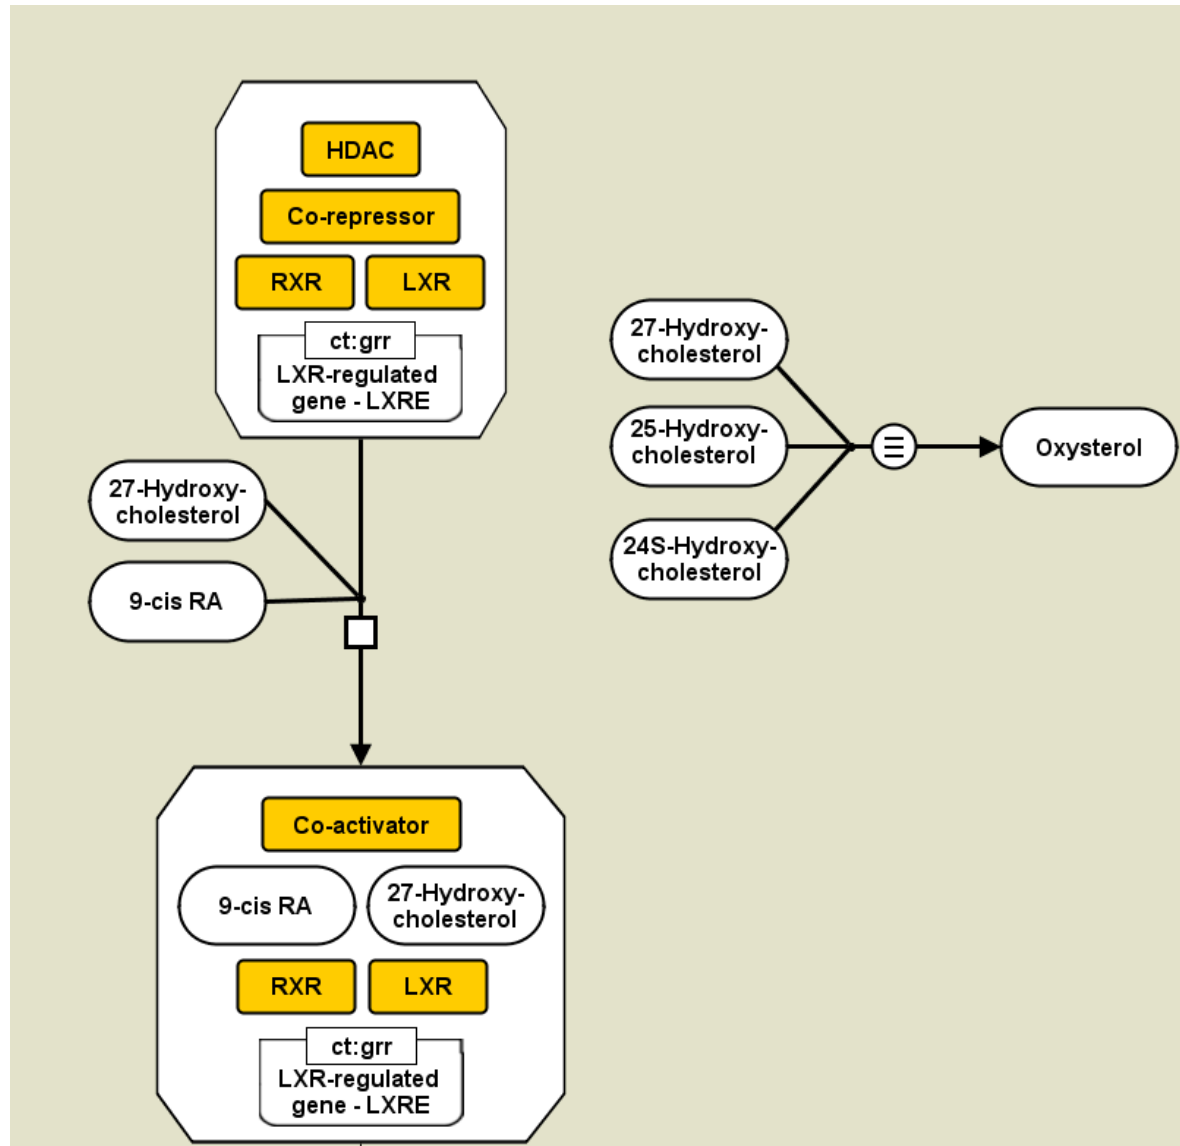 HDAC
Co-repressor
RXR
LXR
ct:grr
LXR-regulated
gene - LXRE
27-Hydroxy-
cholesterol
9-cis RA
27-Hydroxy-
cholesterol
25-Hydroxy-
cholesterol
24S-Hydroxy-
cholesterol
Oxysterol
Co-activator
9-cis RA
27-Hydroxy-
cholesterol
RXR
LXR
ct:grr
LXR-regulated
gene - LXRE